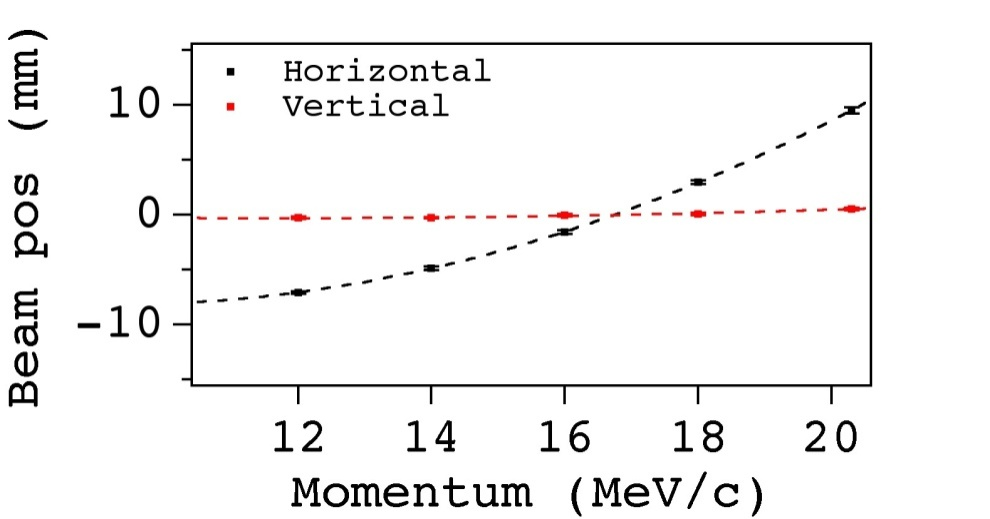 Beam pos (mm)
10
0
-10
Horizontal
Vertical
12 14 16 18 20
Momentum (MeV/c)